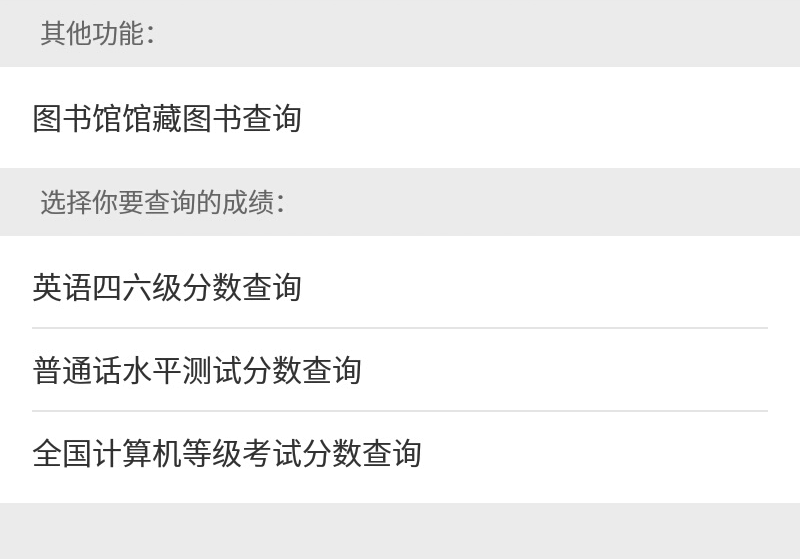 其他功能：
图书馆馆藏图书查询
选择你要查询的成绩：
英语四六级分数查询
普通话水平测试分数查询
全国计算机等级考试分数查询